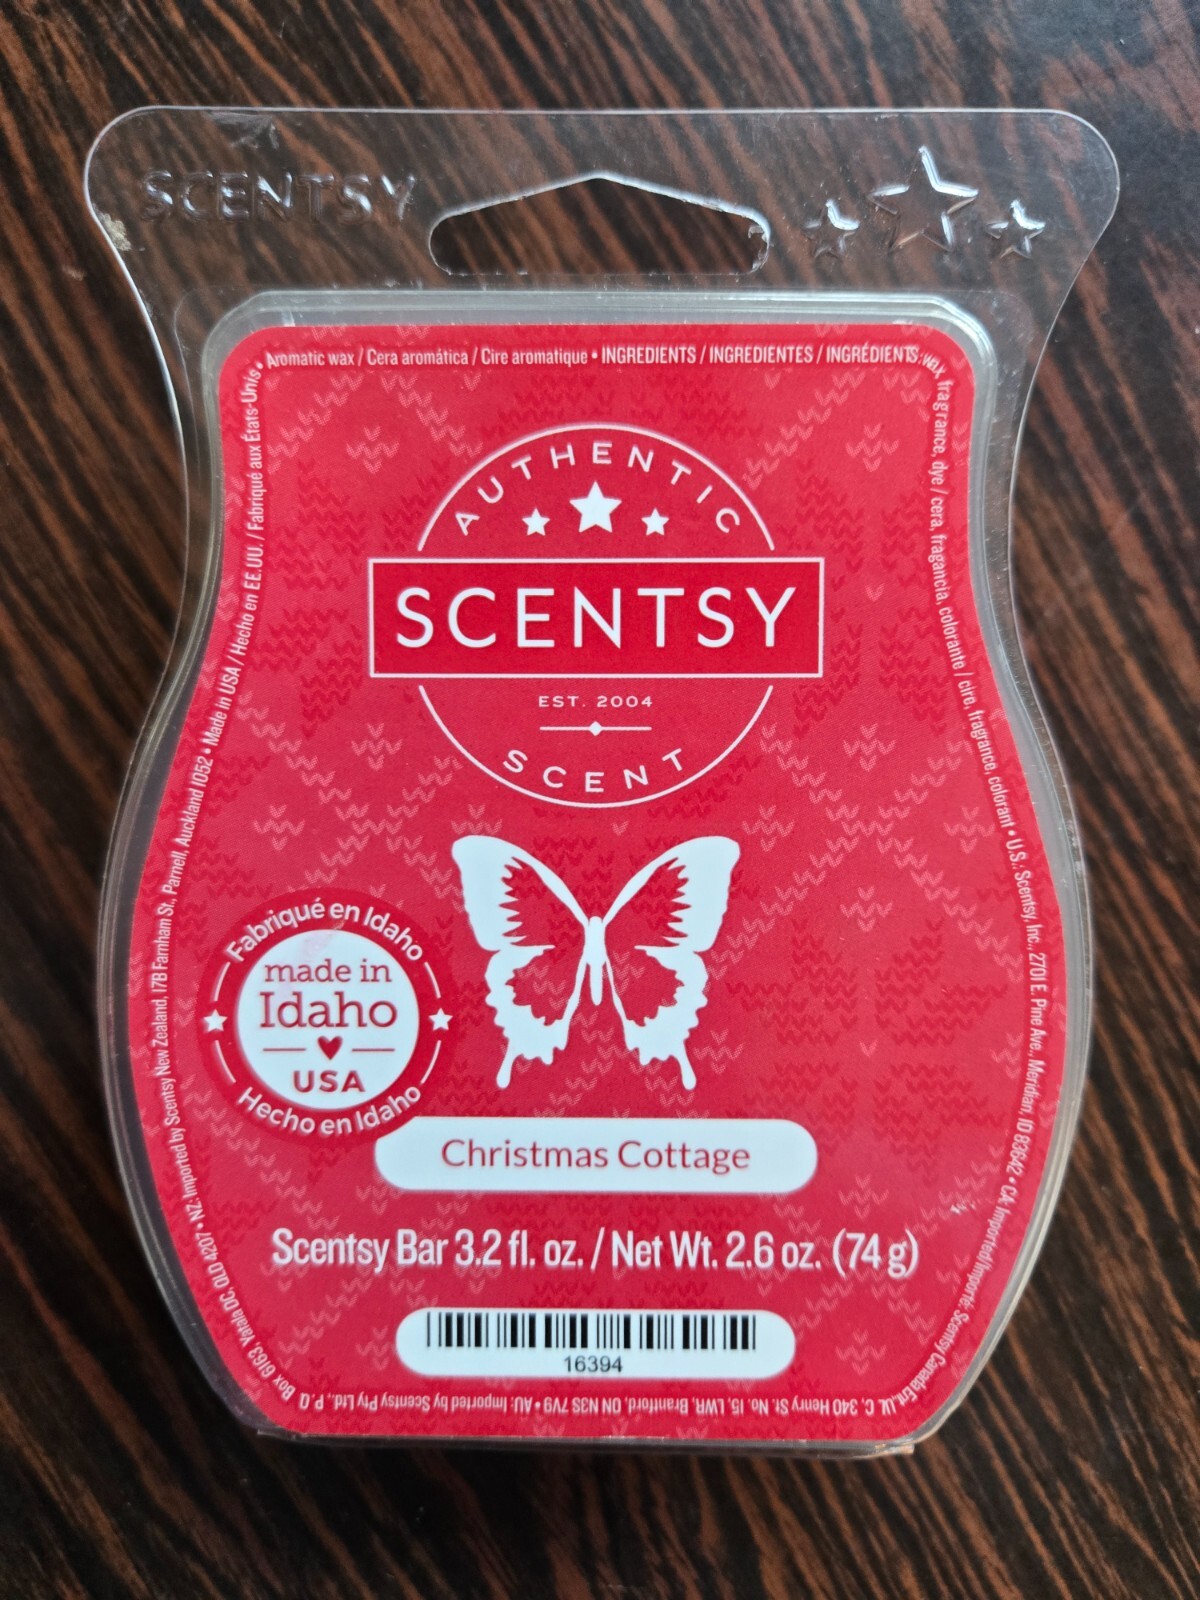 SCENTSY
Aromatic wax / Cera aromática / Cire aromatique • INGREDIENTS / INGREDIENTES / INGRÉDIENTS: wax, fragrance, dye / cera, fragancia, colorante / cire, fragrance, colorant • U.S.: Scentsy, Inc., 2701 E. Pine Ave., Meridian, ID 83642 • CA: Imported/Importé: Scentsy Canada Ent. U.L.C, 340 Henry St. No. 15, LWR, Brantford, ON N3S 7V9 • AU: Imported by Scentsy Pty Ltd., P.O. Box 6163, Yatala DC, QLD 4207 • NZ: Imported by Scentsy New Zealand, 17B Farnham St., Parnell, Auckland 1052 • Made in USA / Hecho en EE.UU. / Fabriqué aux États-Unis •
AUTHENTIC
SCENTSY
EST. 2004
SCENT
Fabriqué en Idaho
made in
Idaho
USA
Hecho en Idaho
Christmas Cottage
Scentsy Bar 3.2 fl. oz. / Net Wt. 2.6 oz. (74 g)
16394